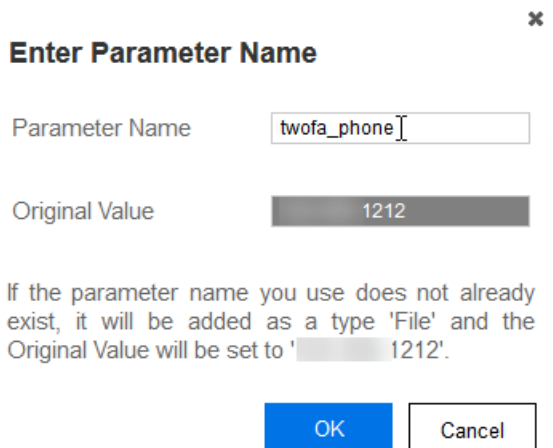 Enter Parameter Name
Parameter Name
twofa_phone
Original Value
1212
If the parameter name you use does not already
exist, it will be added as a type 'File' and the
Original Value will be set to ' 1212'.
OK
Cancel